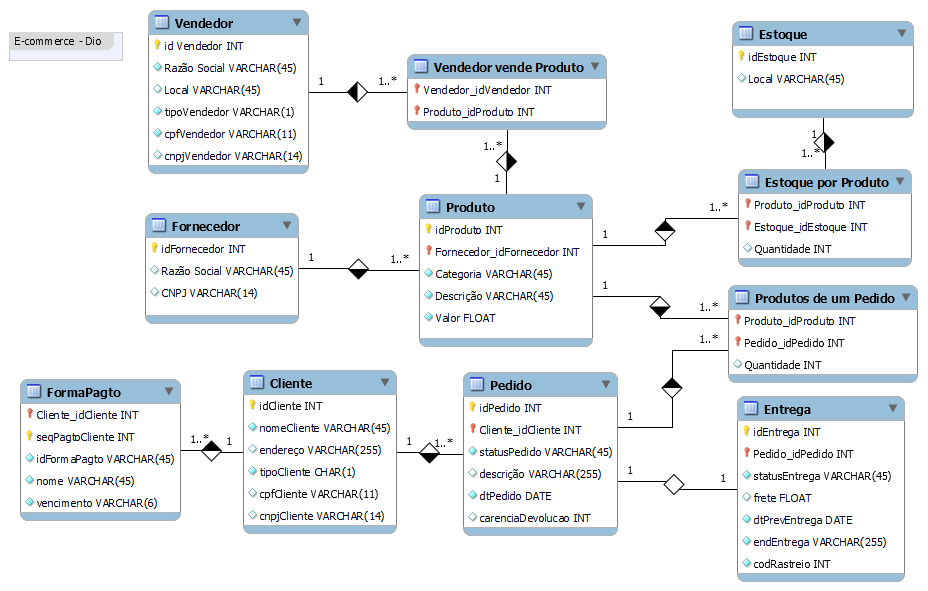 E-commerce - Dio
Vendedor
id Vendedor INT
Razão Social VARCHAR(45)
Local VARCHAR(45)
tipoVendedor VARCHAR(1)
cpfVendedor VARCHAR(11)
cnpjVendedor VARCHAR(14)
1
1..*
Vendedor vende Produto
Vendedor_idVendedor INT
Produto_idProduto INT
1..*
1
Estoque
idEstoque INT
Local VARCHAR(45)
1
1..*
Estoque por Produto
Produto_idProduto INT
Estoque_idEstoque INT
Quantidade INT
Fornecedor
idFornecedor INT
Razão Social VARCHAR(45)
CNPJ VARCHAR(14)
1
1..*
Produto
idProduto INT
Fornecedor_idFornecedor INT
Categoria VARCHAR(45)
Descrição VARCHAR(45)
Valor FLOAT
1
1..*
1
1..*
Produtos de um Pedido
Produto_idProduto INT
Pedido_idPedido INT
Quantidade INT
FormaPagto
Cliente_idCliente INT
seqPagtoCliente INT
idFormaPagto VARCHAR(45)
nome VARCHAR(45)
vencimento VARCHAR(6)
1..*
1
Cliente
idCliente INT
nomeCliente VARCHAR(45)
endereço VARCHAR(255)
tipoCliente CHAR(1)
cpfCliente VARCHAR(11)
cnpjCliente VARCHAR(14)
1
1..*
Pedido
idPedido INT
Cliente_idCliente INT
statusPedido VARCHAR(45)
descrição VARCHAR(255)
dtPedido DATE
carenciaDevolucao INT
1
1..*
1
1
Entrega
idEntrega INT
Pedido_idPedido INT
statusEntrega VARCHAR(45)
frete FLOAT
dtPrevEntrega DATE
endEntrega VARCHAR(255)
codRastreio INT